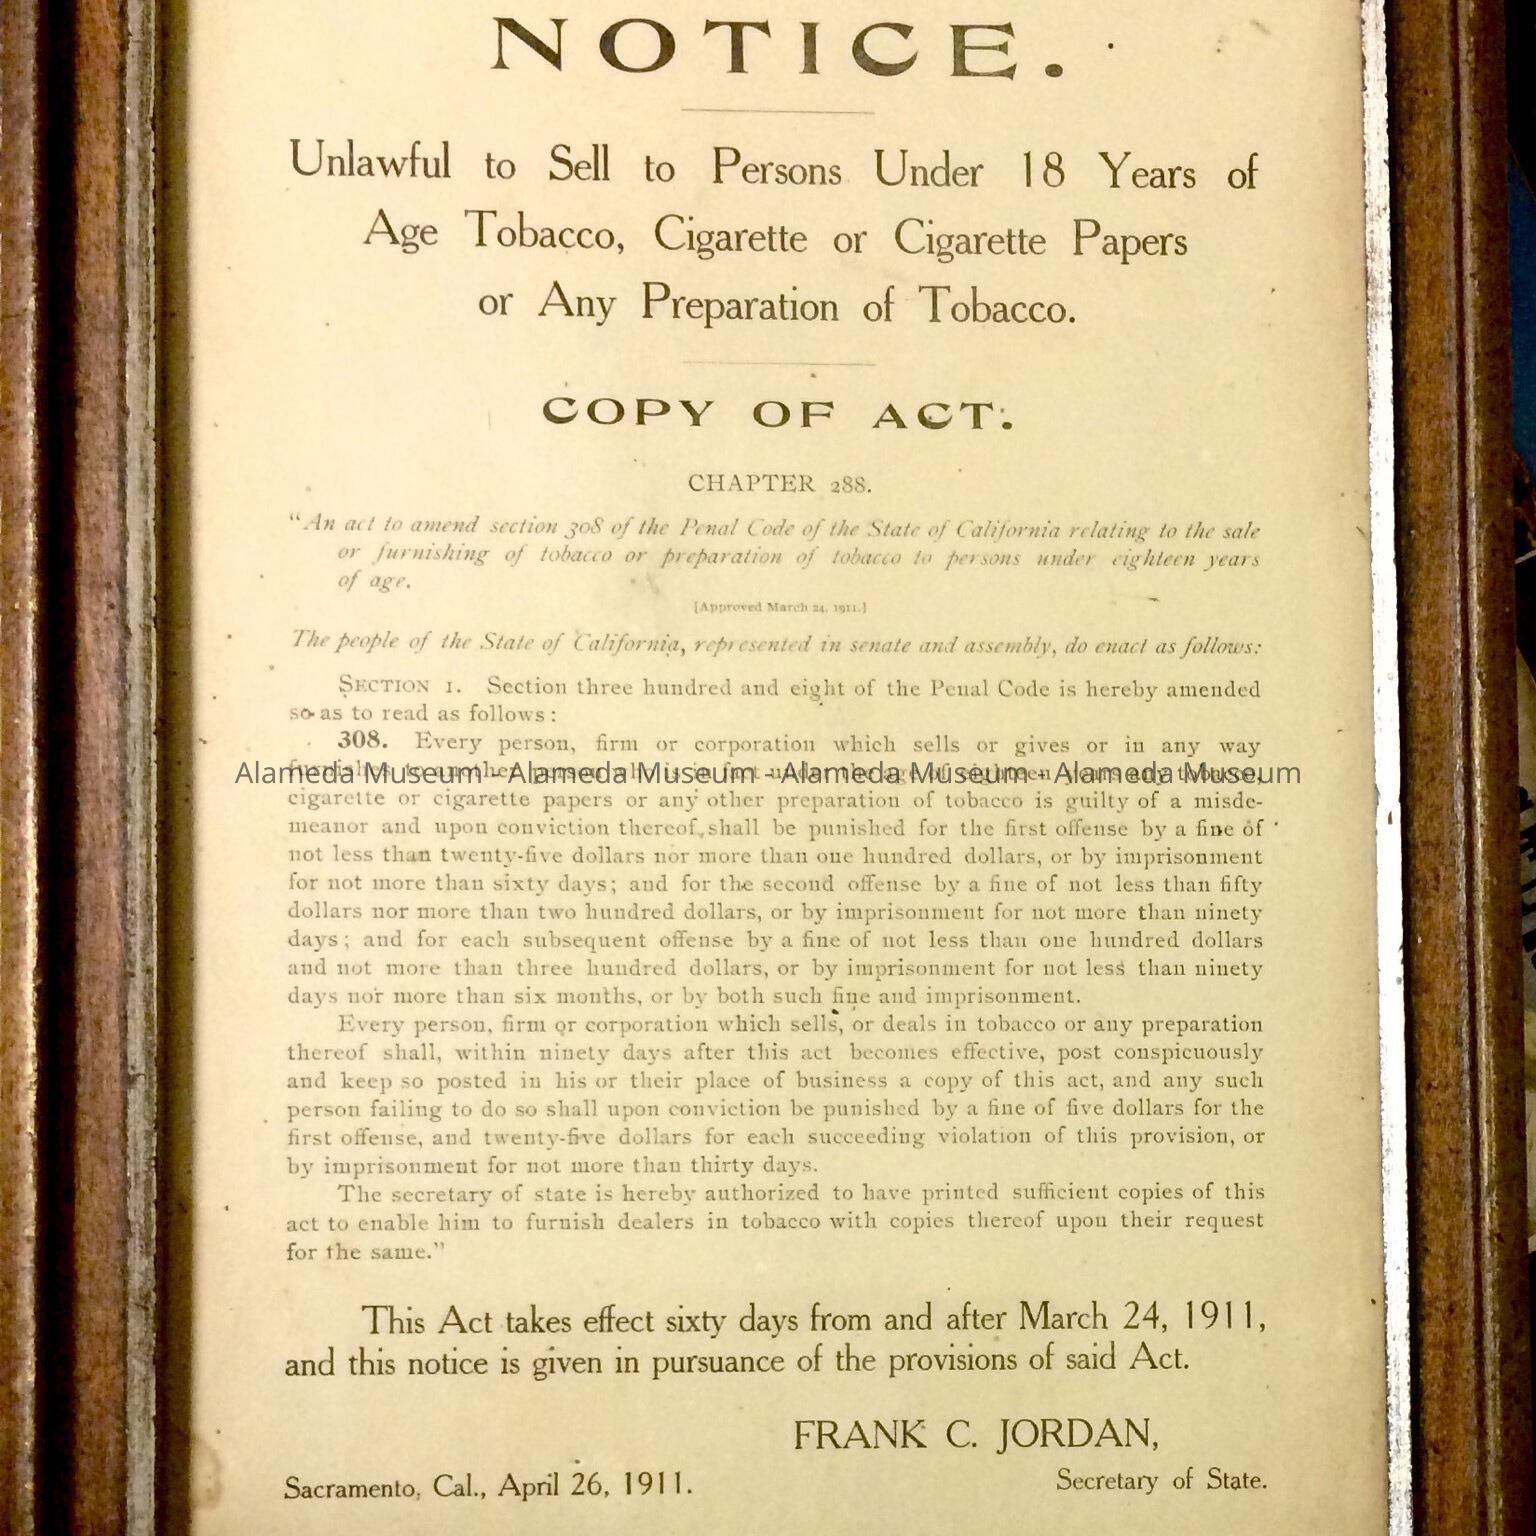 NOTICE.
Unlawful to Sell to Persons Under 18 Years of
Age Tobacco, Cigarette or Cigarette Papers
or Any Preparation of Tobacco.
COPY OF ACT.
CHAPTER 288.
"An act to amend section 308 of the Penal Code of the State of California relating to the sale
or furnishing of tobacco or preparation of tobacco to persons under eighteen years
of age.
[Approved March 24, 1911.]
The people of the State of California, represented in senate and assembly, do enact as follows:
SECTION 1. Section three hundred and eight of the Penal Code is hereby amended
so as to read as follows:
308. Every person, firm or corporation which sells or gives or in any way
furnishes to another person who is in fact under the age of eighteen years any tobacco,
Alameda Museum - Alameda Museum - Alameda Museum - Alameda Museum
cigarette or cigarette papers or any other preparation of tobacco is guilty of a misde-
meanor and upon conviction thereof shall be punished for the first offense by a fine of
not less than twenty-five dollars nor more than one hundred dollars, or by imprisonment
for not more than sixty days; and for the second offense by a fine of not less than fifty
dollars nor more than two hundred dollars, or by imprisonment for not more than ninety
days; and for each subsequent offense by a fine of not less than one hundred dollars
and not more than three hundred dollars, or by imprisonment for not less than ninety
days nor more than six months, or by both such fine and imprisonment.
Every person, firm or corporation which sells, or deals in tobacco or any preparation
thereof shall, within ninety days after this act becomes effective, post conspicuously
and keep so posted in his or their place of business a copy of this act, and any such
person failing to do so shall upon conviction be punished by a fine of five dollars for the
first offense, and twenty-five dollars for each succeeding violation of this provision, or
by imprisonment for not more than thirty days.
The secretary of state is hereby authorized to have printed sufficient copies of this
act to enable him to furnish dealers in tobacco with copies thereof upon their request
for the same."
This Act takes effect sixty days from and after March 24, 1911,
and this notice is given in pursuance of the provisions of said Act.
FRANK C. JORDAN,
Sacramento, Cal., April 26, 1911. Secretary of State.